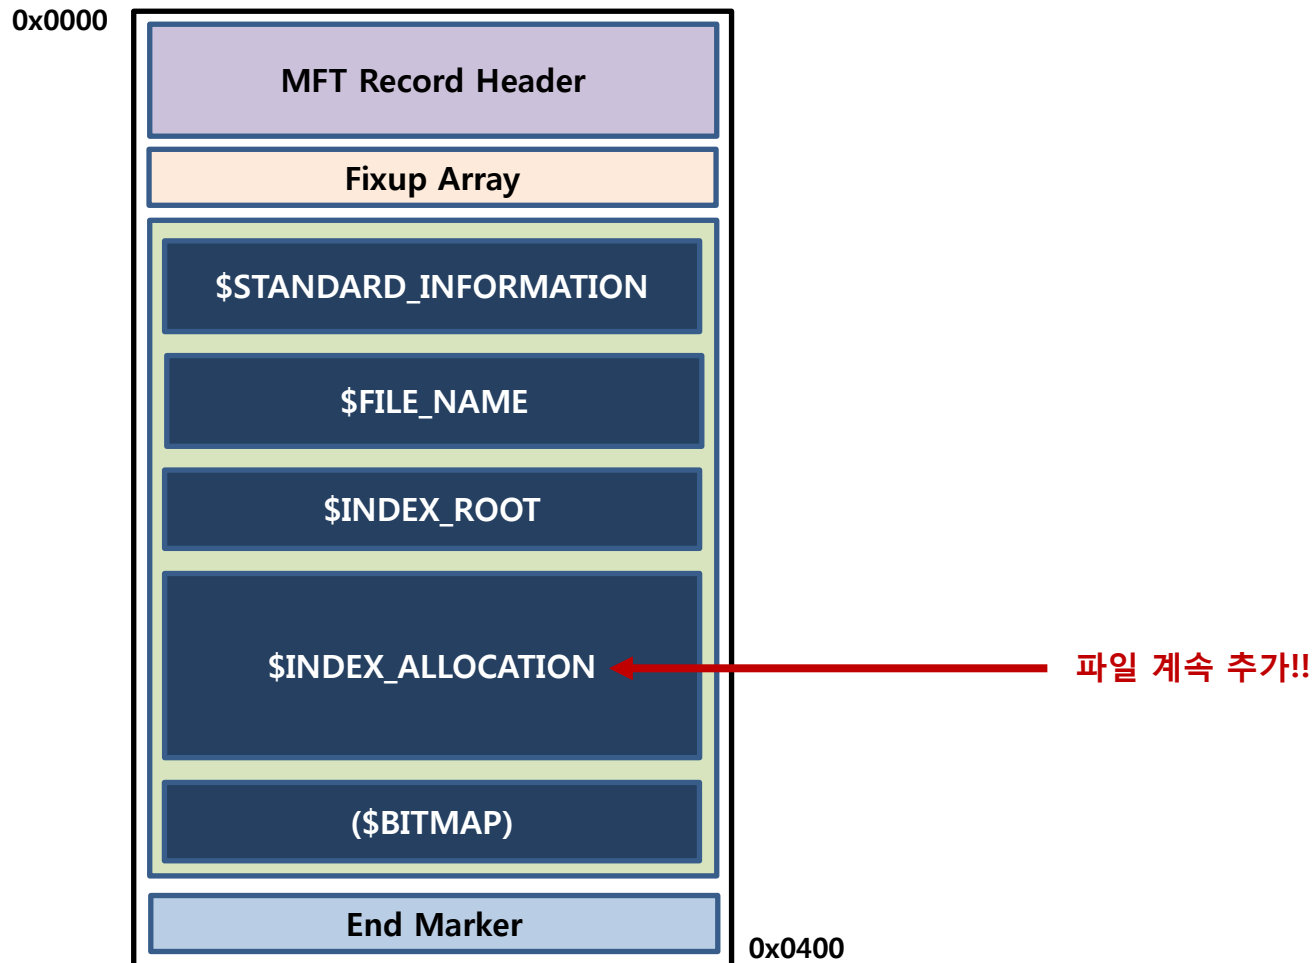 0x0000
MFT Record Header
Fixup Array
$STANDARD_INFORMATION
$FILE_NAME
$INDEX_ROOT
$INDEX_ALLOCATION
파일 계속 추가!!
($BITMAP)
End Marker
0x0400